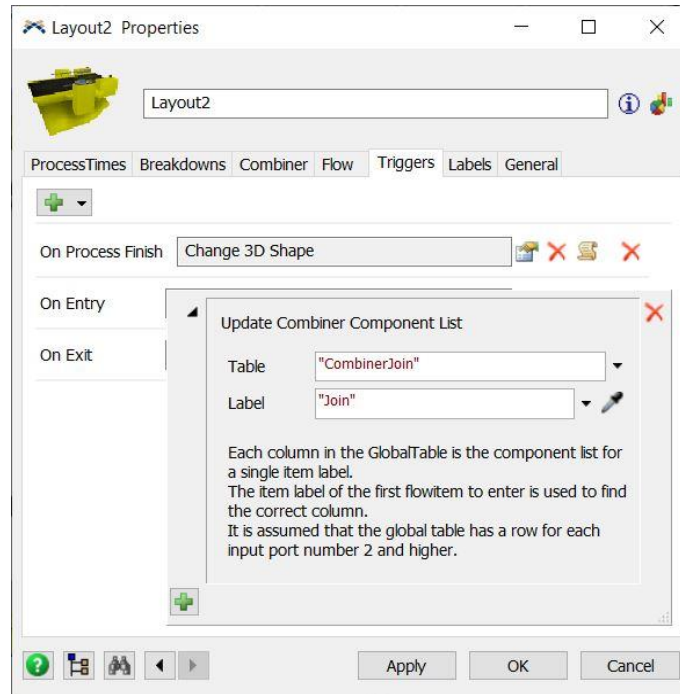 Layout2 Properties
Layout2
ProcessTimes Breakdowns Combiner Flow Triggers Labels General
On Process Finish Change 3D Shape
On Entry
Update Combiner Component List
On Exit
Table "CombinerJoin"
Label "Join"
Each column in the GlobalTable is the component list for
a single item label.
The item label of the first flowitem to enter is used to find
the correct column.
It is assumed that the global table has a row for each
input port number 2 and higher.
Apply OK Cancel